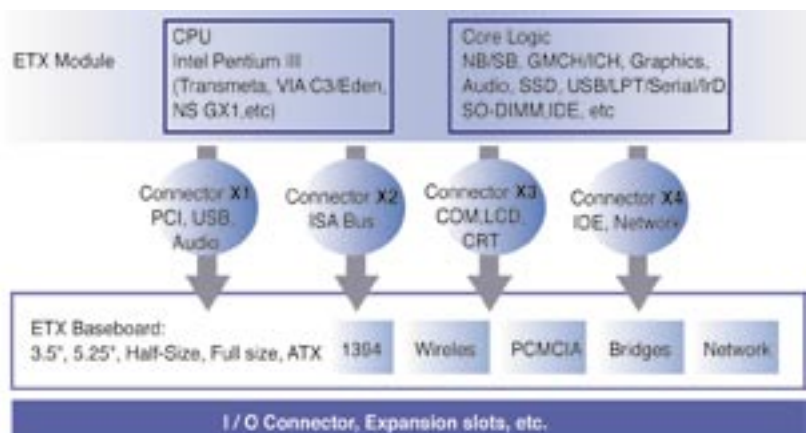 ETX Module
CPU
Intel Pentium III
(Transmeta, VIA C3/Eden,
NS GX1,etc)
Core Logic
NB/SB, GMCH/ICH, Graphics,
Audio, SSD, USB/LPT/Serial/IrD
SO-DIMM,IDE, etc
Connector X1
PCI, USB,
Audio
Connector X2
ISA Bus
Connector X3
COM,LCD,
CRT
Connector X4
IDE, Network
ETX Baseboard:
3.5", 5.25", Half-Size, Full size, ATX
1394
Wireles
PCMCIA
Bridges
Network
I / O Connector, Expansion slots, etc.